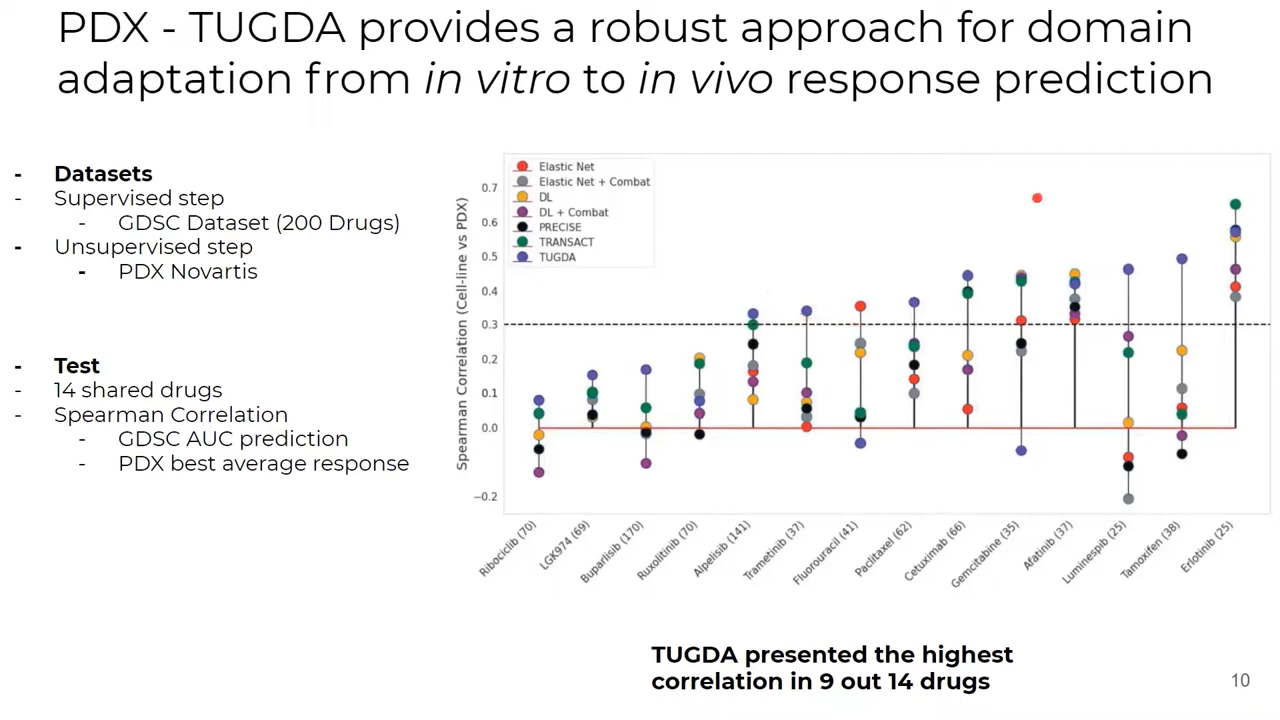 PDX - TUGDA provides a robust approach for domain
adaptation from in vitro to in vivo response prediction
- Datasets
- Supervised step
- GDSC Dataset (200 Drugs)
- Unsupervised step
- PDX Novartis
- Test
- 14 shared drugs
- Spearman Correlation
- GDSC AUC prediction
- PDX best average response
Spearman Correlation (Cell-line vs PDX)
0.7
0.6
0.5
0.4
0.3
0.2
0.1
0.0
−0.2
Elastic Net
Elastic Net + Combat
DL
DL + Combat
PRECISE
TRANSACT
TUGDA
Ribociclib (70)
LGK974 (69)
Buparlisib (170)
Ruxolitinib (70)
Alpelisib (141)
Trametinib (37)
Fluorouracil (41)
Paclitaxel (62)
Cetuximab (66)
Gemcitabine (35)
Afatinib (37)
Luminespib (25)
Tamoxifen (38)
Erlotinib (25)
TUGDA presented the highest
correlation in 9 out 14 drugs
10